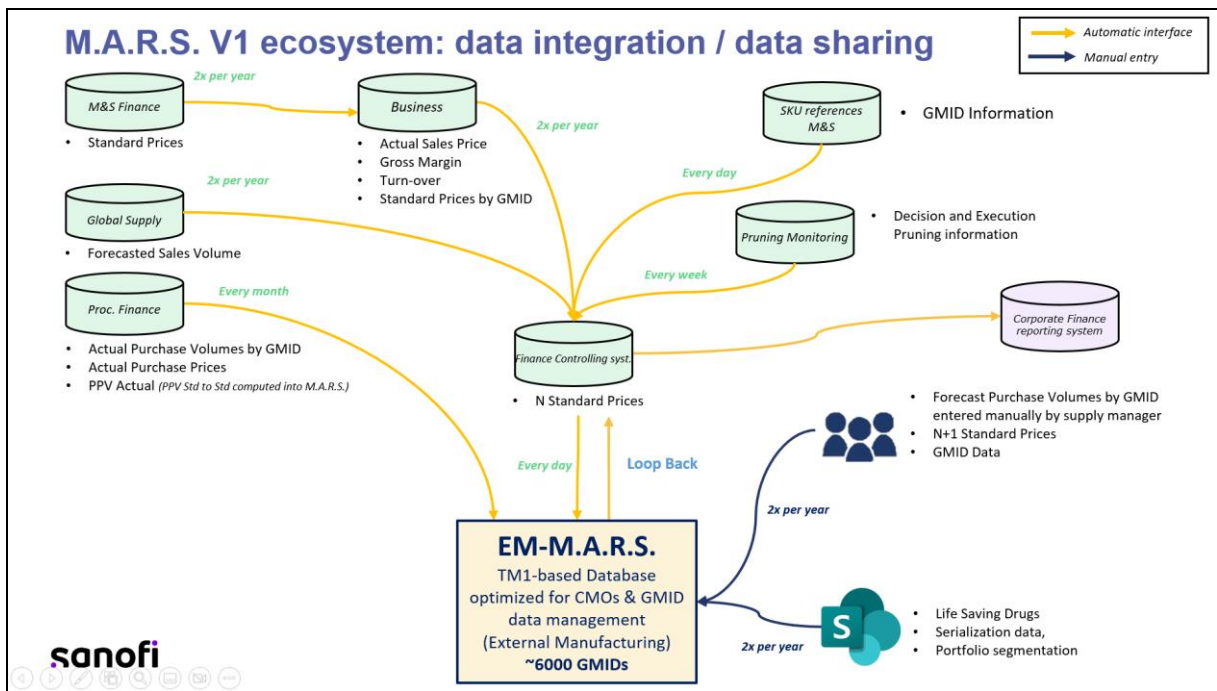 M.A.R.S. V1 ecosystem: data integration / data sharing
Automatic interface
Manual entry
2x per year
M&S Finance
• Standard Prices
Business
• Actual Sales Price
• Gross Margin
• Turn-over
• Standard Prices by GMID
2x per year
SKU references
M&S
• GMID Information
Every day
2x per year
Global Supply
• Forecasted Sales Volume
Pruning Monitoring
• Decision and Execution
Pruning information
Every week
Every month
Proc. Finance
• Actual Purchase Volumes by GMID
• Actual Purchase Prices
• PPV Actual (PPV Std to Std computed into M.A.R.S.)
Finance Controlling syst.
• N Standard Prices
Corporate Finance
reporting system
• Forecast Purchase Volumes by GMID
entered manually by supply manager
• N+1 Standard Prices
• GMID Data
Every day
Loop Back
2x per year
EM-M.A.R.S.
TM1-based Database
optimized for CMOs & GMID
data management
(External Manufacturing)
~6000 GMIDs
2x per year
S
• Life Saving Drugs
• Serialization data,
• Portfolio segmentation
sanofi